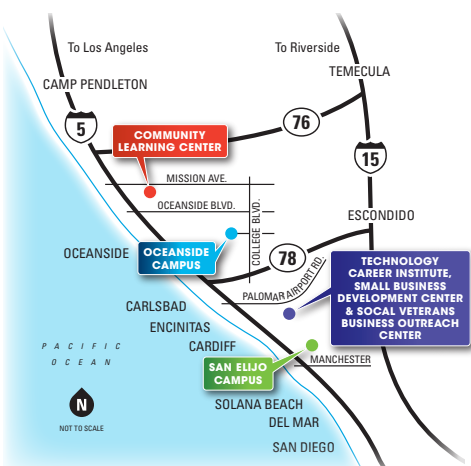 To Los Angeles
To Riverside
TEMECULA
CAMP PENDLETON
5
76
COMMUNITY
LEARNING CENTER
15
MISSION AVE.
OCEANSIDE BLVD.
COLLEGE BLVD.
ESCONDIDO
OCEANSIDE
OCEANSIDE
CAMPUS
78
TECHNOLOGY
CAREER INSTITUTE,
SMALL BUSINESS
DEVELOPMENT CENTER
& SOCAL VETERANS
BUSINESS OUTREACH
CENTER
PALOMAR AIRPORT RD.
CARLSBAD
ENCINITAS
CARDIFF
PACIFIC
OCEAN
MANCHESTER
SAN ELIJO
CAMPUS
N
NOT TO SCALE
SOLANA BEACH
DEL MAR
SAN DIEGO